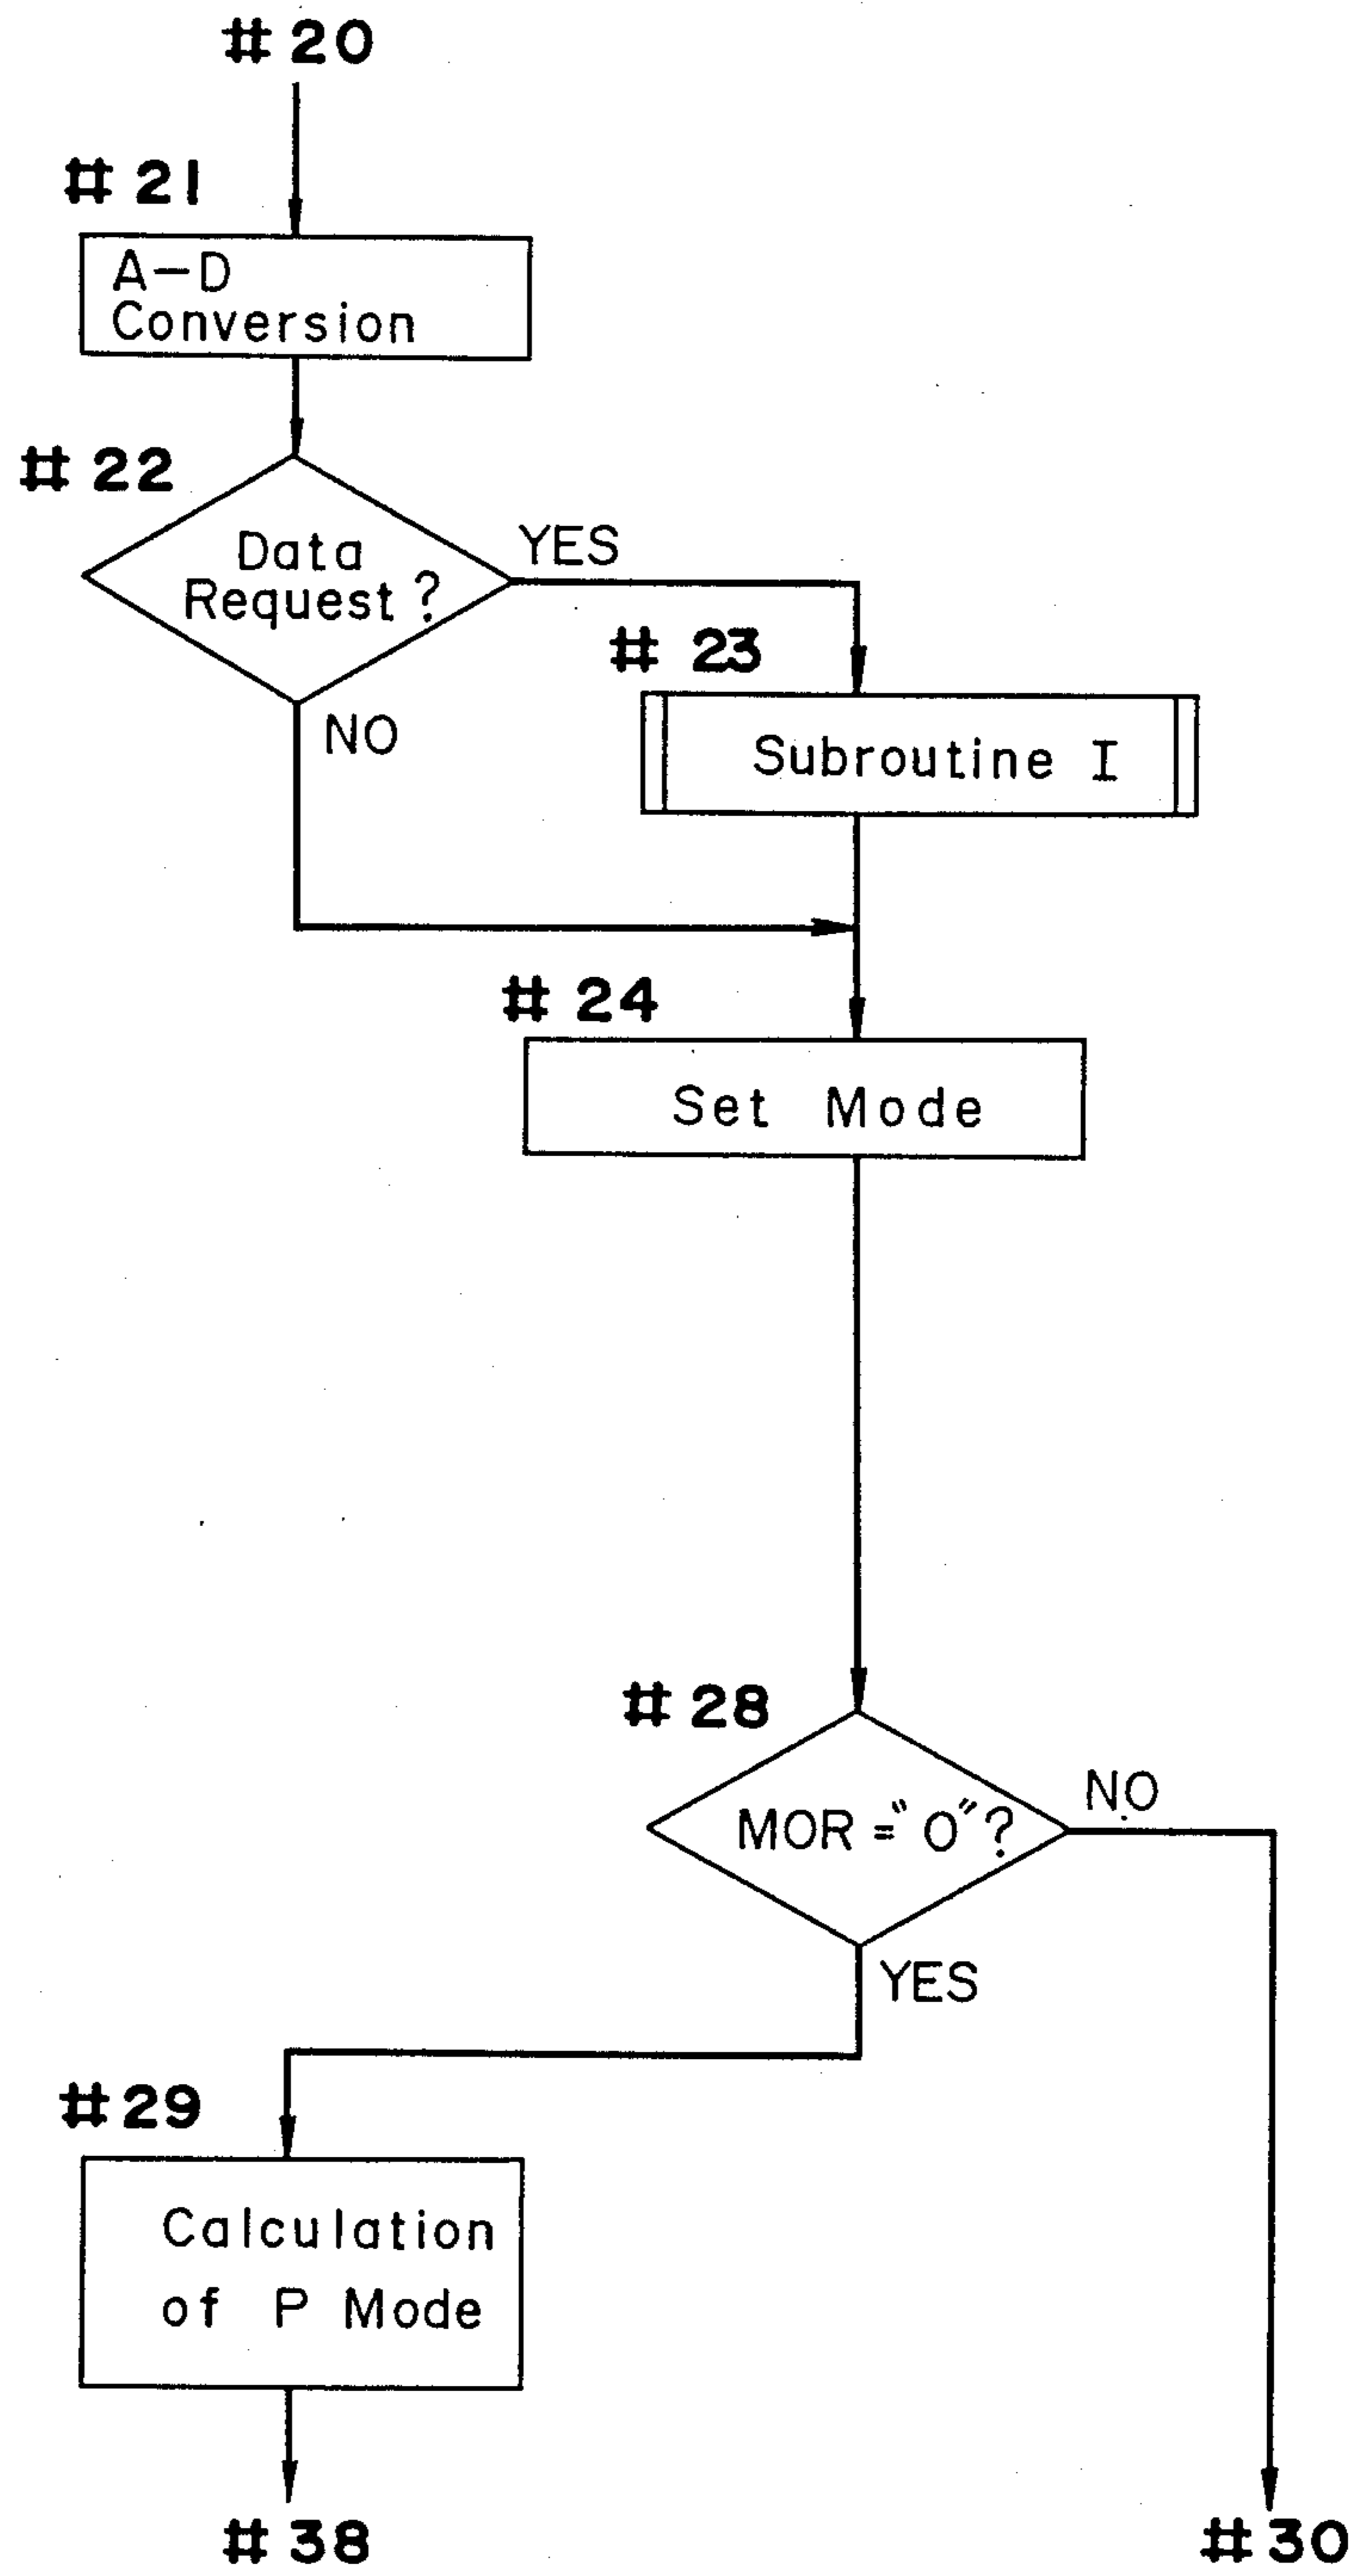 #20
#21
A-D
Conversion
#22
Data
Request?
YES
NO
#23
Subroutine I
#24
Set Mode
#28
MOR="0"?
NO
YES
#29
Calculation
of P Mode
#38
#30